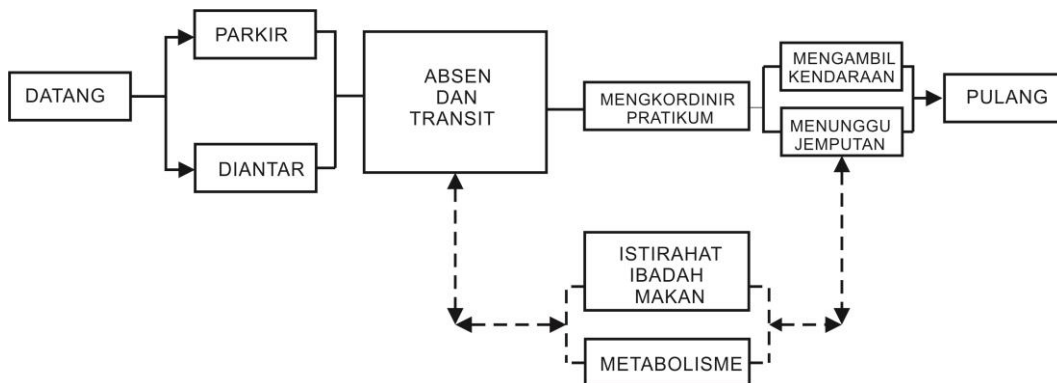 DATANG
PARKIR
DIANTAR
ABSEN
DAN
TRANSIT
MENGKORDINIR
PRATIKUM
MENGAMBIL
KENDARAAN
MENUNGGU
JEMPUTAN
PULANG
ISTIRAHAT
IBADAH
MAKAN
METABOLISME